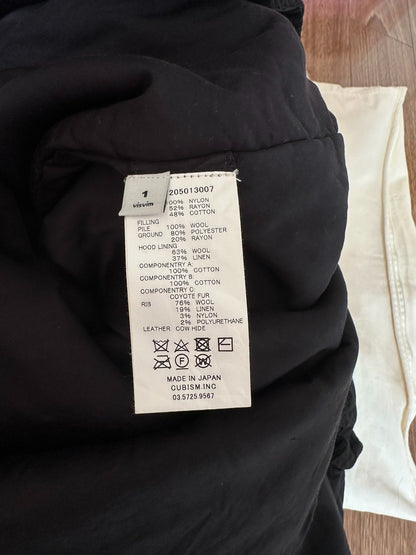 1
visvim
205013007
00% NYLON
52% RAYON
48% COTTON
FILLING
PILE 100% WOOL
GROUND 80% POLYESTER
20% RAYON
HOOD LINING
63% WOOL
37% LINEN
COMPONENTRY A:
100% COTTON
COMPONENTRY B:
100% COTTON
COMPONENTRY C:
COYOTE FUR
RIB 76% WOOL
19% LINEN
3% NYLON
2% POLYURETHANE
LEATHER COW HIDE
MADE IN JAPAN
CUBISM.INC
03.5725.9567